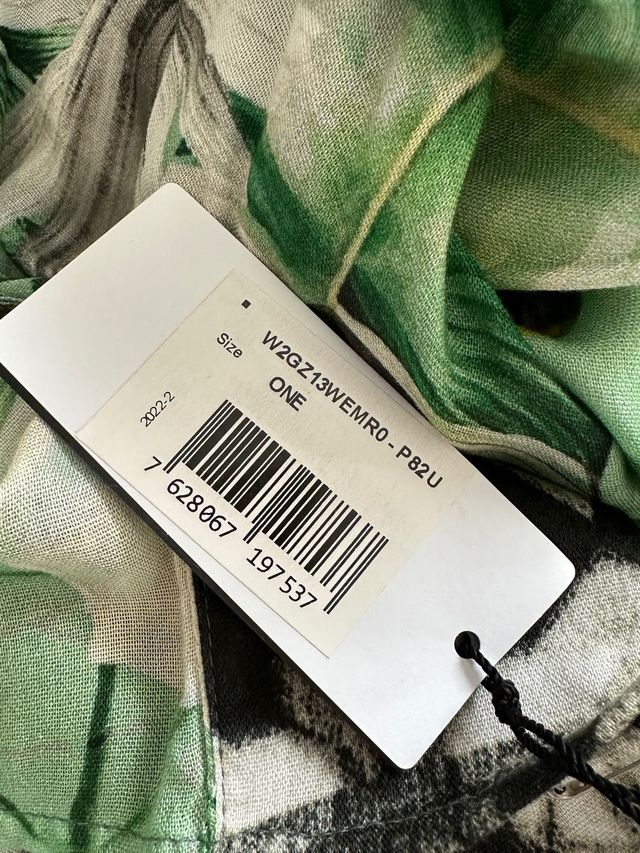 W2GZ13WEMR0 - P82U
Size ONE
2022-2
7 628067 197537